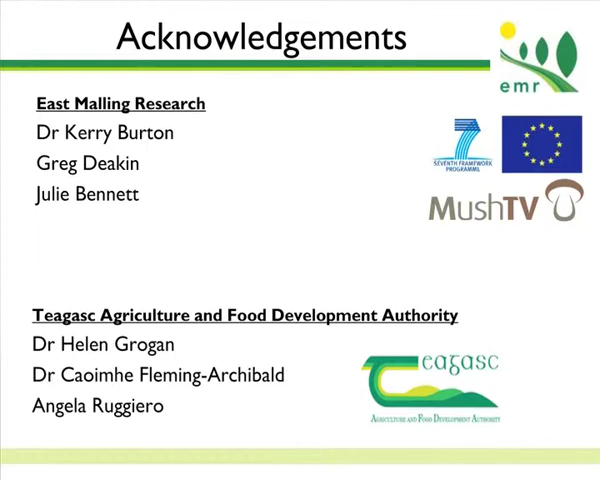 Acknowledgements
emr
East Malling Research
Dr Kerry Burton
Greg Deakin
Julie Bennett
7
SEVENTH FRAMEWORK
PROGRAMME
MushTV
Teagasc Agriculture and Food Development Authority
Dr Helen Grogan
Dr Caoimhe Fleming-Archibald
Angela Ruggiero
Teagasc
AGRICULTURE AND FOOD DEVELOPMENT AUTHORITY